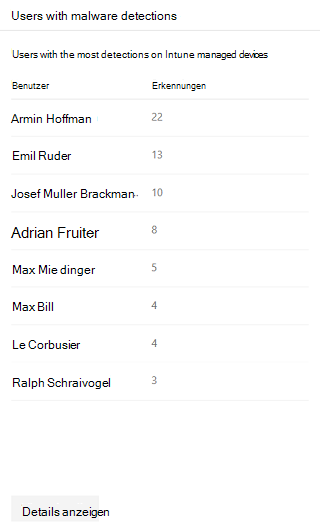 Users with malware detections
Users with the most detections on Intune managed devices
Benutzer Erkennungen
Armin Hoffman 22
Emil Ruder 13
Josef Muller Brackman- 10
Adrian Fruiter 8
Max Mie dinger 5
Max Bill 4
Le Corbusier 4
Ralph Schraivogel 3
Details anzeigen